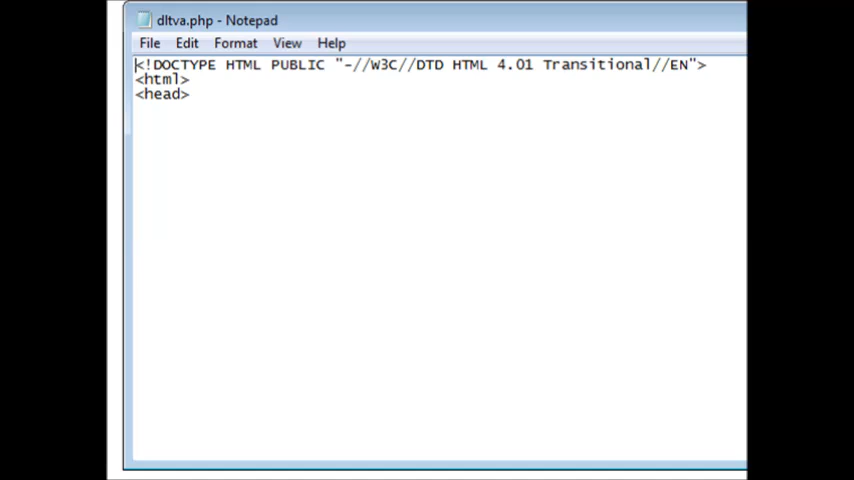 dltva.php - Notepad
File Edit Format View Help
<!DOCTYPE HTML PUBLIC "-//W3C//DTD HTML 4.01 Transitional//EN">
<html>
<head>